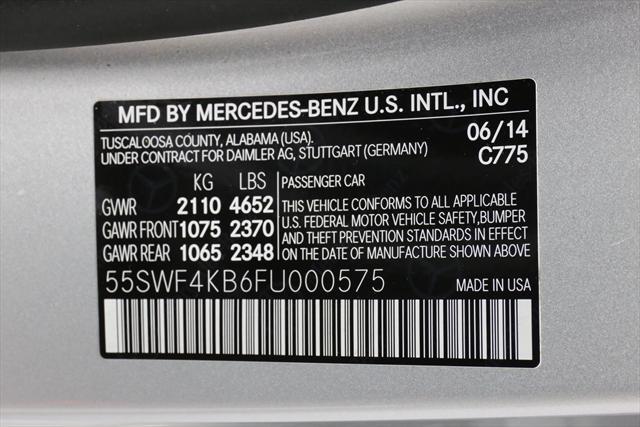 MFD BY MERCEDES-BENZ U.S. INTL., INC
TUSCALOOSA COUNTY, ALABAMA (USA). 06/14
UNDER CONTRACT FOR DAIMLER AG, STUTTGART (GERMANY) C775
KG LBS
GVWR 2110 4652
GAWR FRONT 1075 2370
GAWR REAR 1065 2348
PASSENGER CAR
THIS VEHICLE CONFORMS TO ALL APPLICABLE
U.S. FEDERAL MOTOR VEHICLE SAFETY,BUMPER
AND THEFT PREVENTION STANDARDS IN EFFECT
ON THE DATE OF MANUFACTURE SHOWN ABOVE.
55SWF4KB6FU000575 MADE IN USA